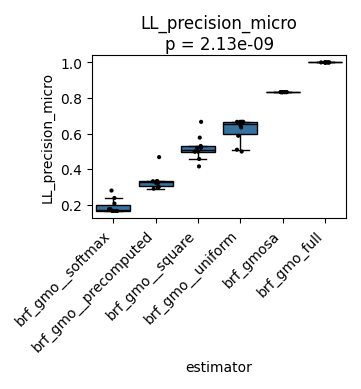 LL_precision_micro
p = 2.13e-09
LL_precision_micro
1.0
0.8
0.6
0.4
0.2
brf_gmo__softmax
brf_gmo__precomputed
brf_gmo__square
brf_gmo__uniform
brf_gmosa
brf_gmo_full
estimator